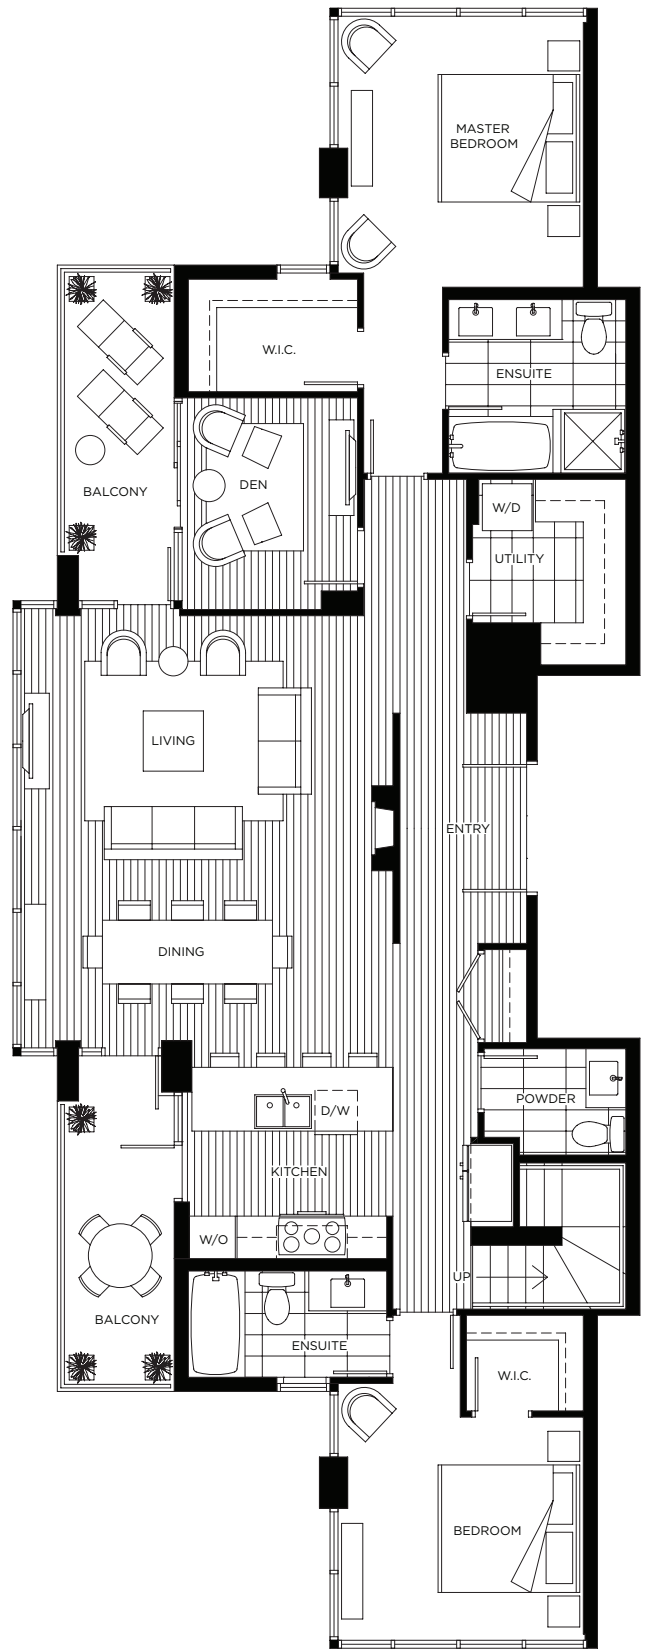 MASTER
BEDROOM
W.I.C.
ENSUITE
BALCONY
DEN
W/D
UTILITY
LIVING
ENTRY
DINING
POWDER
D/W
KITCHEN
W/O
UP
BALCONY
ENSUITE
W.I.C.
BEDROOM